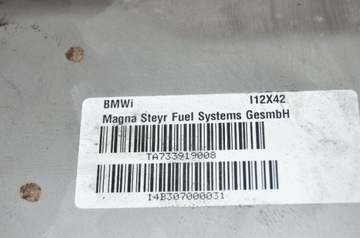 BMWi I12X42
Magna Steyr Fuel Systems GesmbH
TA733919008
14B307000031